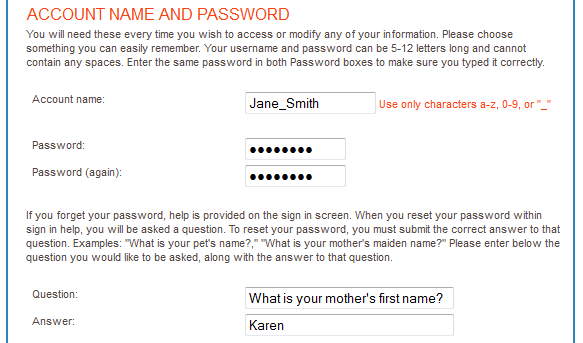 ACCOUNT NAME AND PASSWORD
You will need these every time you wish to access or modify any of your information. Please choose
something you can easily remember. Your username and password can be 5-12 letters long and cannot
contain any spaces. Enter the same password in both Password boxes to make sure you typed it correctly.
Account name: Jane_Smith Use only characters a-z, 0-9, or "_"
Password: ●●●●●●●●
Password (again): ●●●●●●●●
If you forget your password, help is provided on the sign in screen. When you reset your password within
sign in help, you will be asked a question. To reset your password, you must submit the correct answer to that
question. Examples: "What is your pet's name?," "What is your mother's maiden name?" Please enter below the
question you would like to be asked, along with the answer to that question.
Question: What is your mother's first name?
Answer: Karen